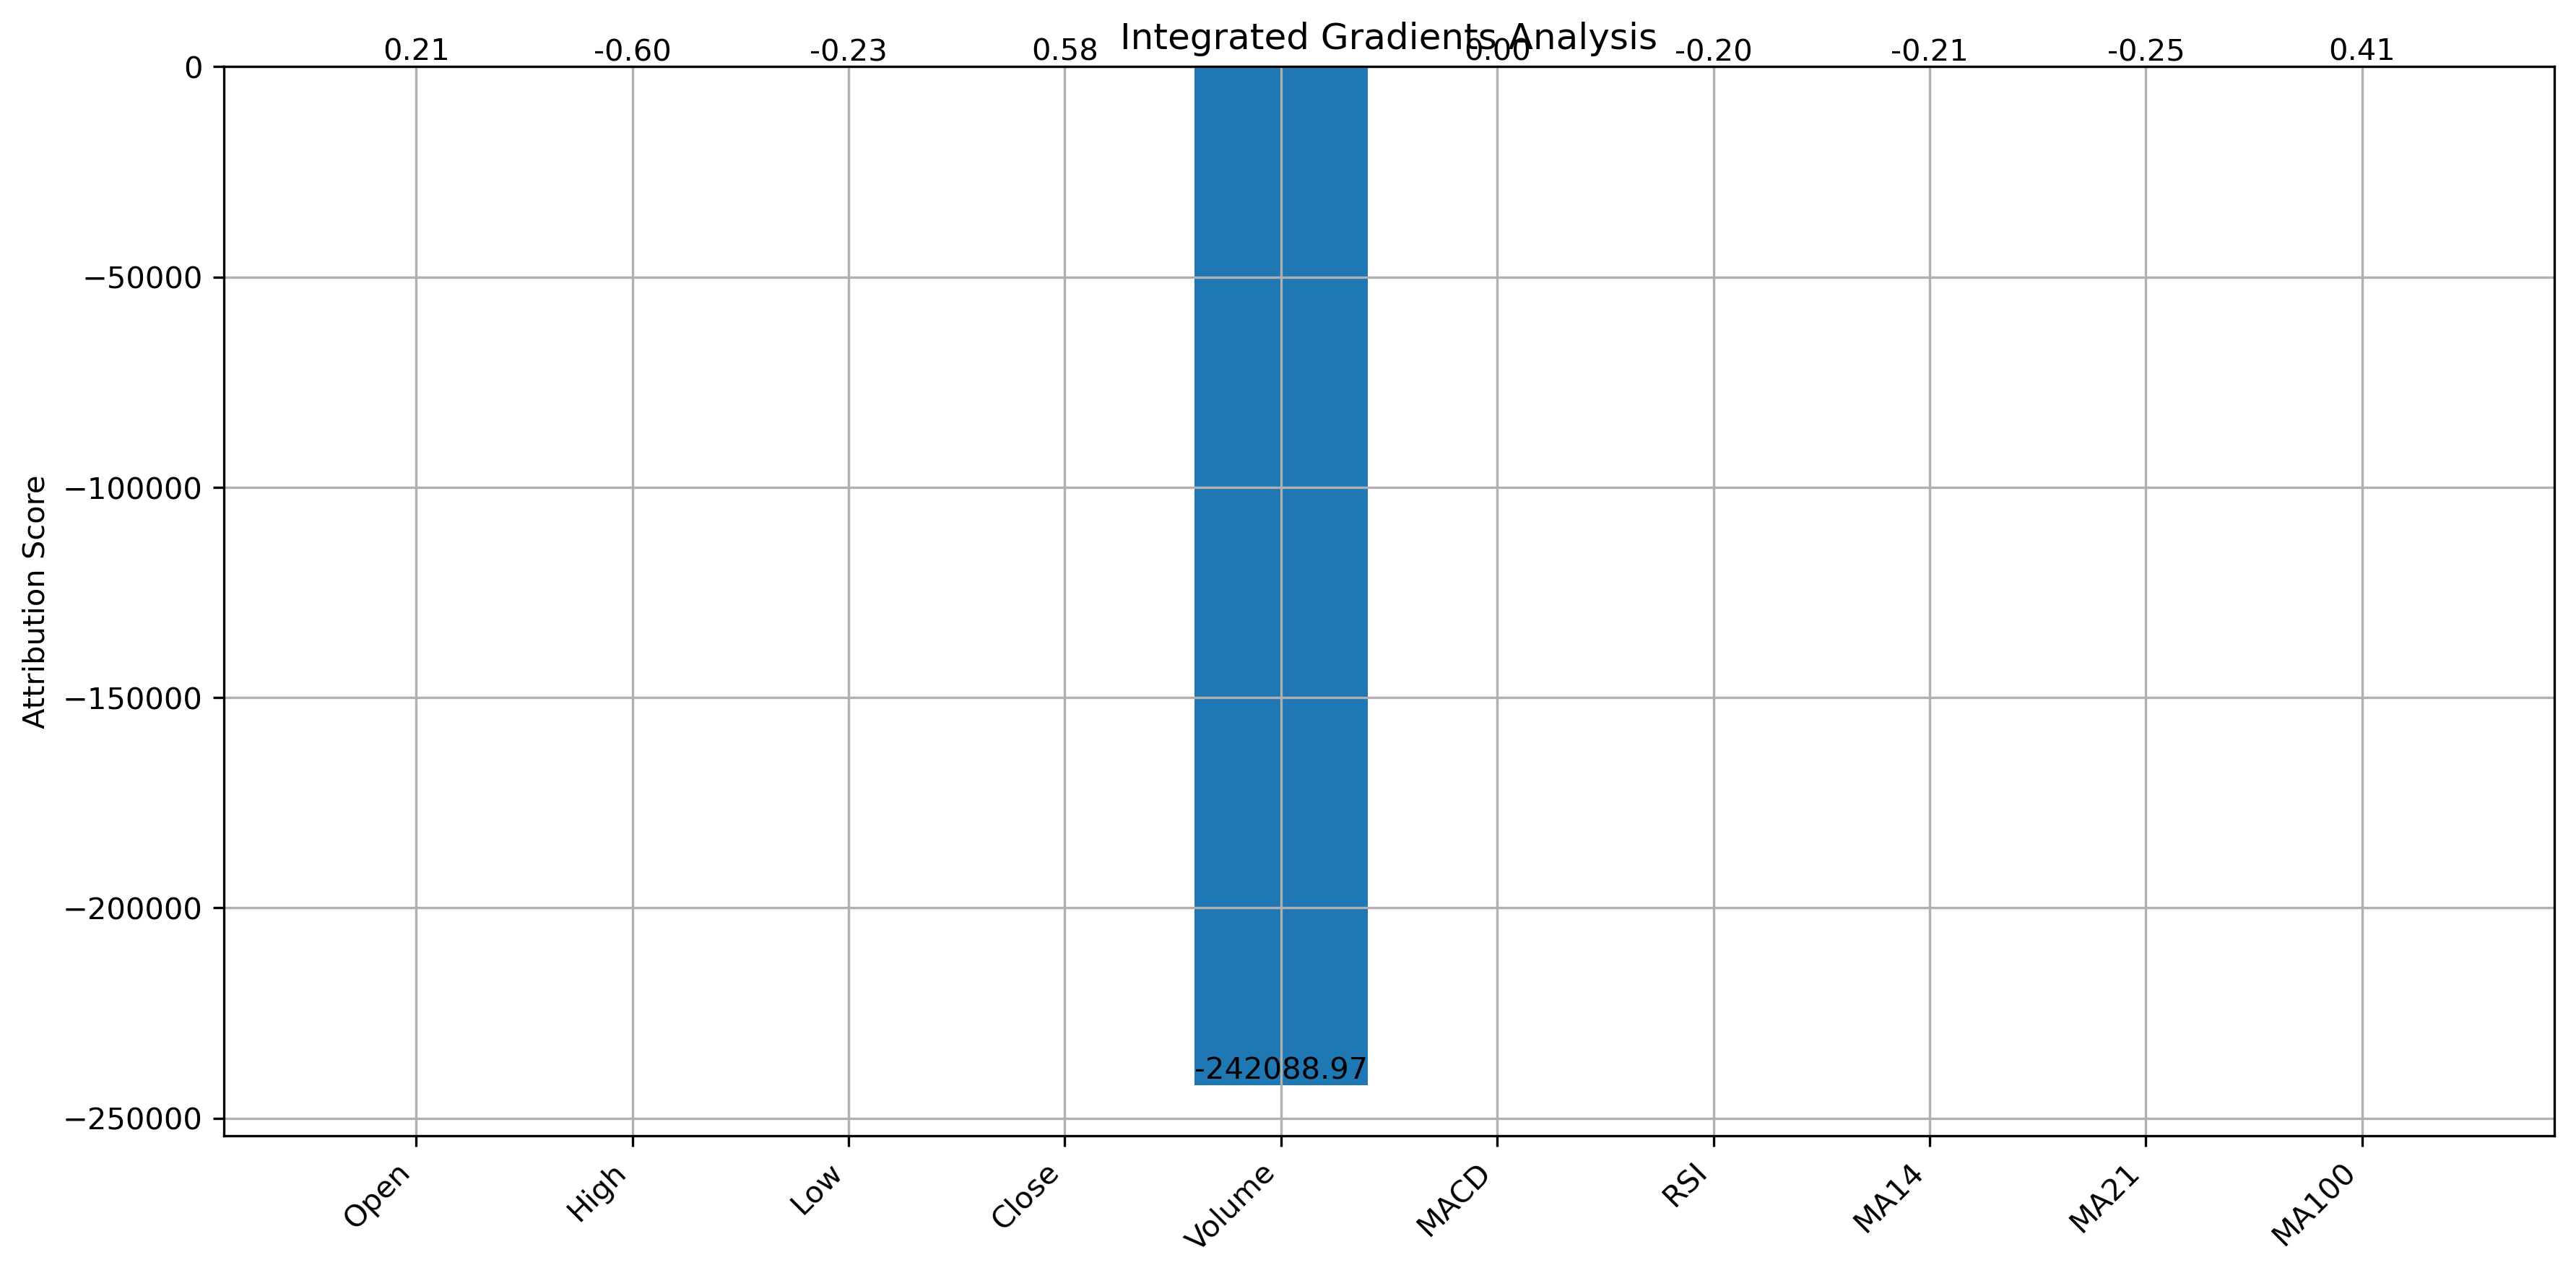 Integrated Gradients Analysis
0.21 -0.60 -0.23 0.58 0.00 -0.20 -0.21 -0.25 0.41
0
−50000
−100000
−150000
−200000
−250000
Attribution Score
-242088.97
Open High Low Close Volume MACD RSI MA14 MA21 MA100